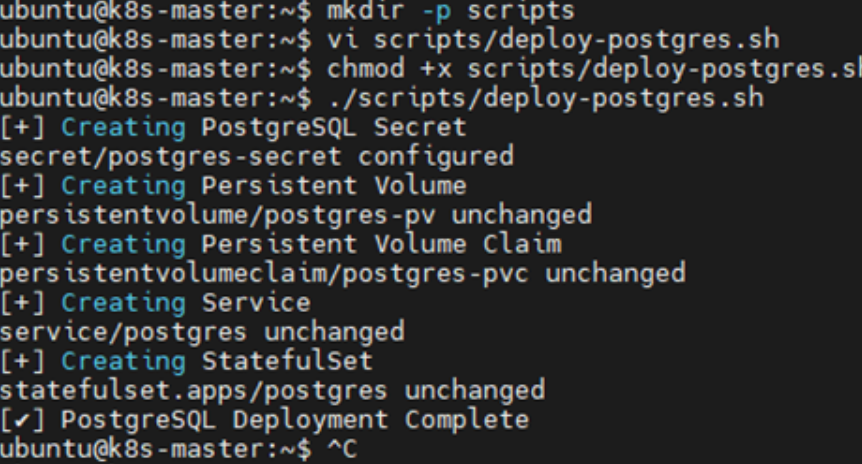 ubuntu@k8s-master:~$ mkdir -p scripts
ubuntu@k8s-master:~$ vi scripts/deploy-postgres.sh
ubuntu@k8s-master:~$ chmod +x scripts/deploy-postgres.sh
ubuntu@k8s-master:~$ ./scripts/deploy-postgres.sh
[+] Creating PostgreSQL Secret
secret/postgres-secret configured
[+] Creating Persistent Volume
persistentvolume/postgres-pv unchanged
[+] Creating Persistent Volume Claim
persistentvolumeclaim/postgres-pvc unchanged
[+] Creating Service
service/postgres unchanged
[+] Creating StatefulSet
statefulset.apps/postgres unchanged
[✔] PostgreSQL Deployment Complete
ubuntu@k8s-master:~$ ^C